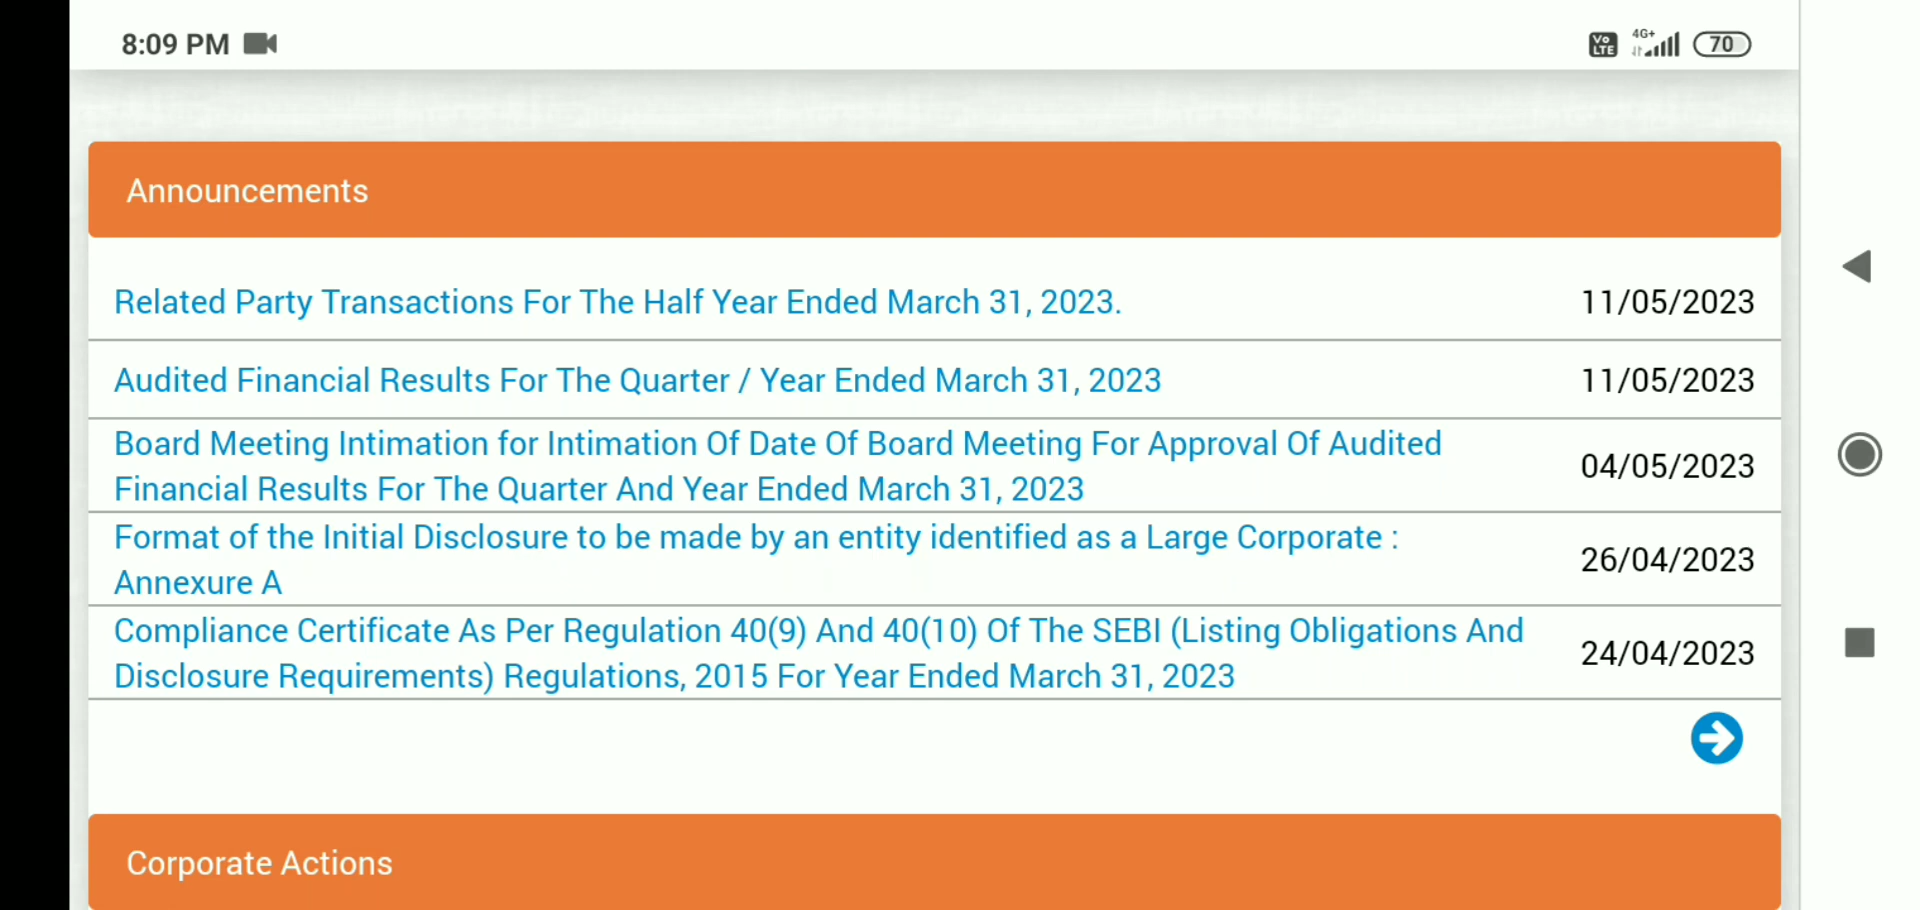 8:09 PM
Vo LTE 4G+ 70
Announcements
Related Party Transactions For The Half Year Ended March 31, 2023. 11/05/2023
Audited Financial Results For The Quarter / Year Ended March 31, 2023 11/05/2023
Board Meeting Intimation for Intimation Of Date Of Board Meeting For Approval Of Audited
Financial Results For The Quarter And Year Ended March 31, 2023
04/05/2023
Format of the Initial Disclosure to be made by an entity identified as a Large Corporate :
Annexure A
26/04/2023
Compliance Certificate As Per Regulation 40(9) And 40(10) Of The SEBI (Listing Obligations And
Disclosure Requirements) Regulations, 2015 For Year Ended March 31, 2023
24/04/2023
Corporate Actions